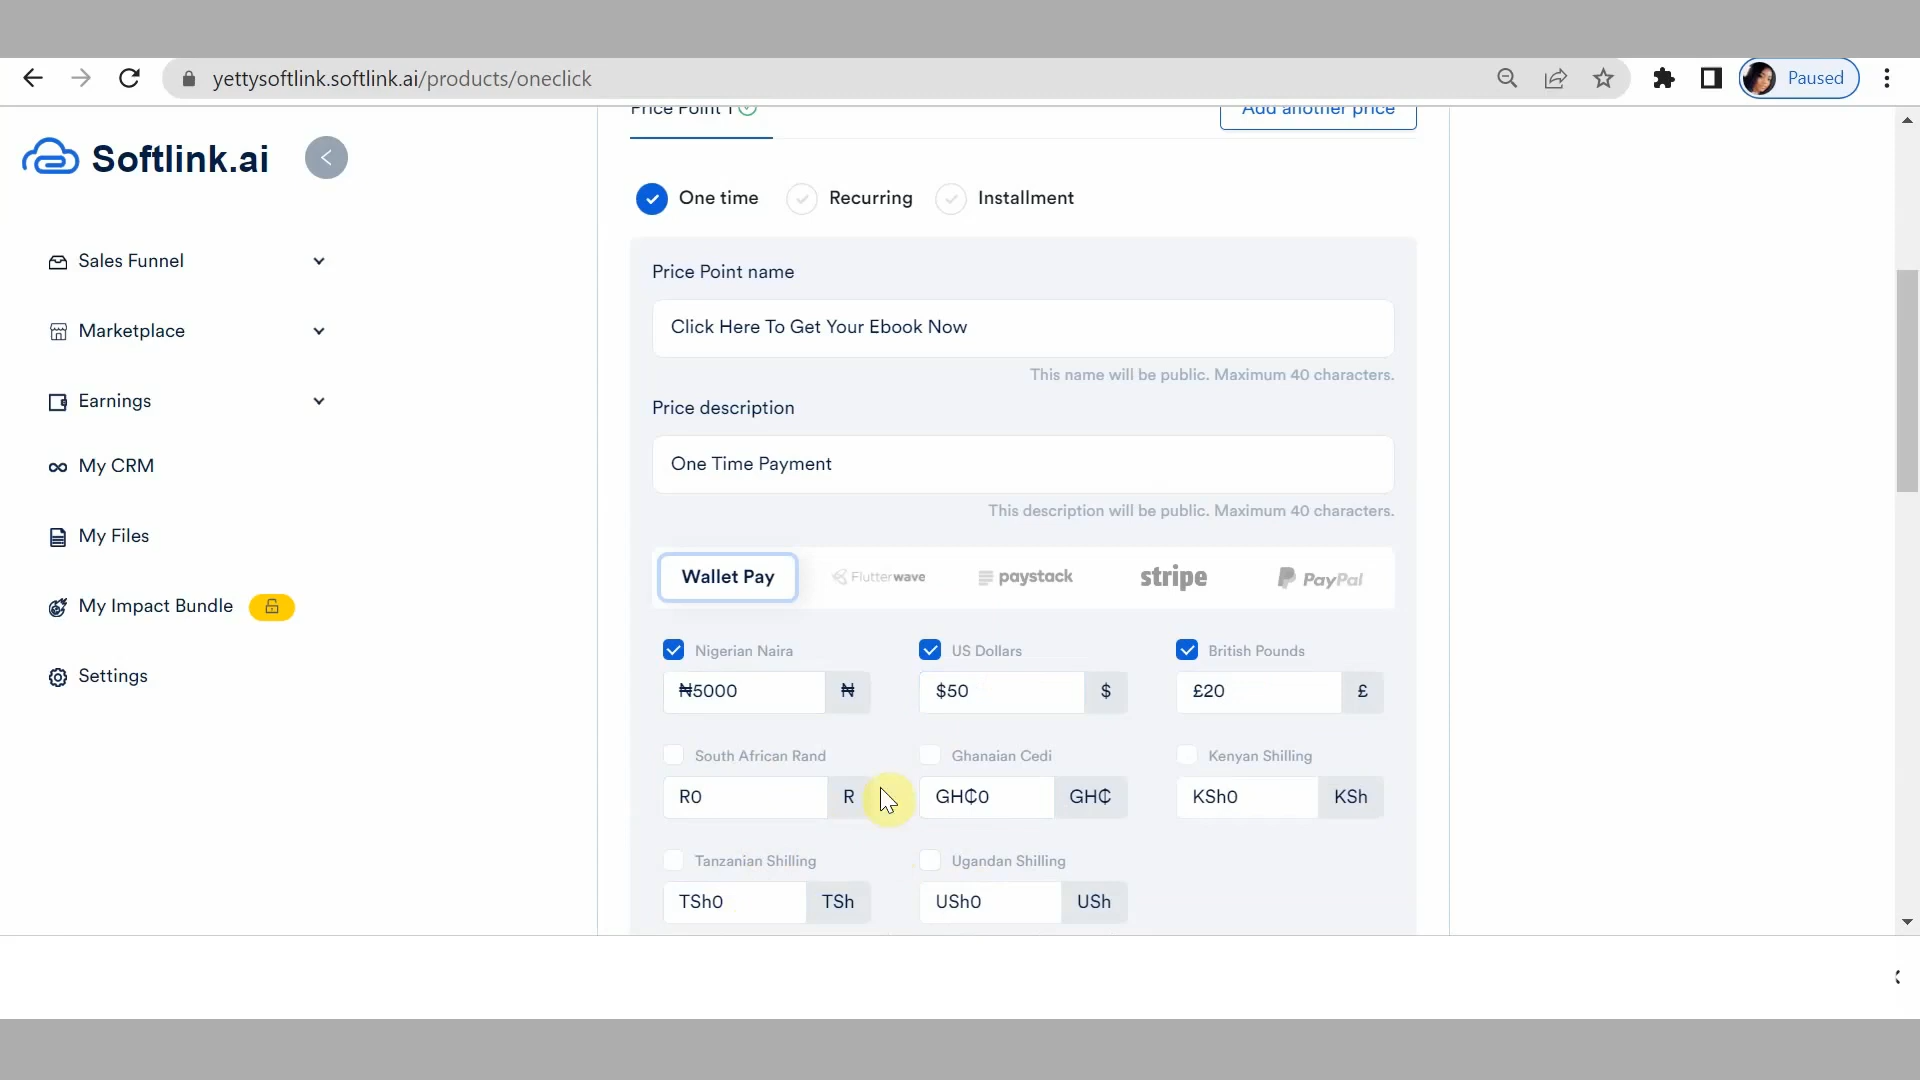 yettysoftlink.softlink.ai/products/oneclick
Paused
Price Point 1
Add another price
Softlink.ai
One time
Recurring
Installment
Sales Funnel
Marketplace
Earnings
My CRM
My Files
My Impact Bundle
Settings
Price Point name
Click Here To Get Your Ebook Now
This name will be public. Maximum 40 characters.
Price description
One Time Payment
This description will be public. Maximum 40 characters.
Wallet Pay
Flutterwave
paystack
stripe
PayPal
Nigerian Naira
US Dollars
British Pounds
₦5000 ₦
$50 $
£20 £
South African Rand
Ghanaian Cedi
Kenyan Shilling
R0 R
GH₵0 GH₵
KSh0 KSh
Tanzanian Shilling
Ugandan Shilling
TSh0 TSh
USh0 USh